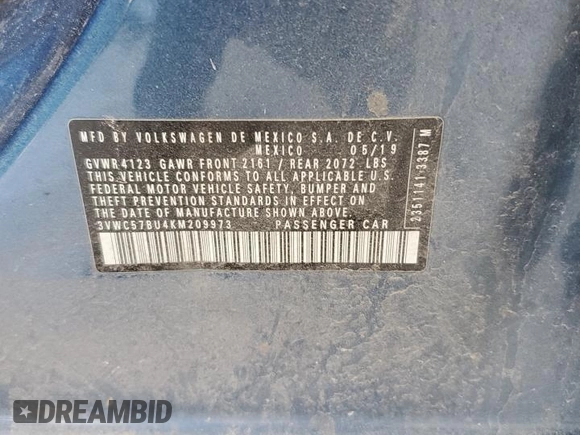 MFD BY VOLKSWAGEN DE MEXICO S.A. DE C.V.
MEXICO 05/19
GVWR 4123 GAWR FRONT 2161 / REAR 2072 LBS
THIS VEHICLE CONFORMS TO ALL APPLICABLE U.S.
FEDERAL MOTOR VEHICLE SAFETY, BUMPER AND
THEFT PREVENTION STANDARDS IN EFFECT ON
THE DATE OF MANUFACTURE SHOWN ABOVE.
3VWC57BU4KM209973 PASSENGER CAR
2351141-3387 M
DREAMBID